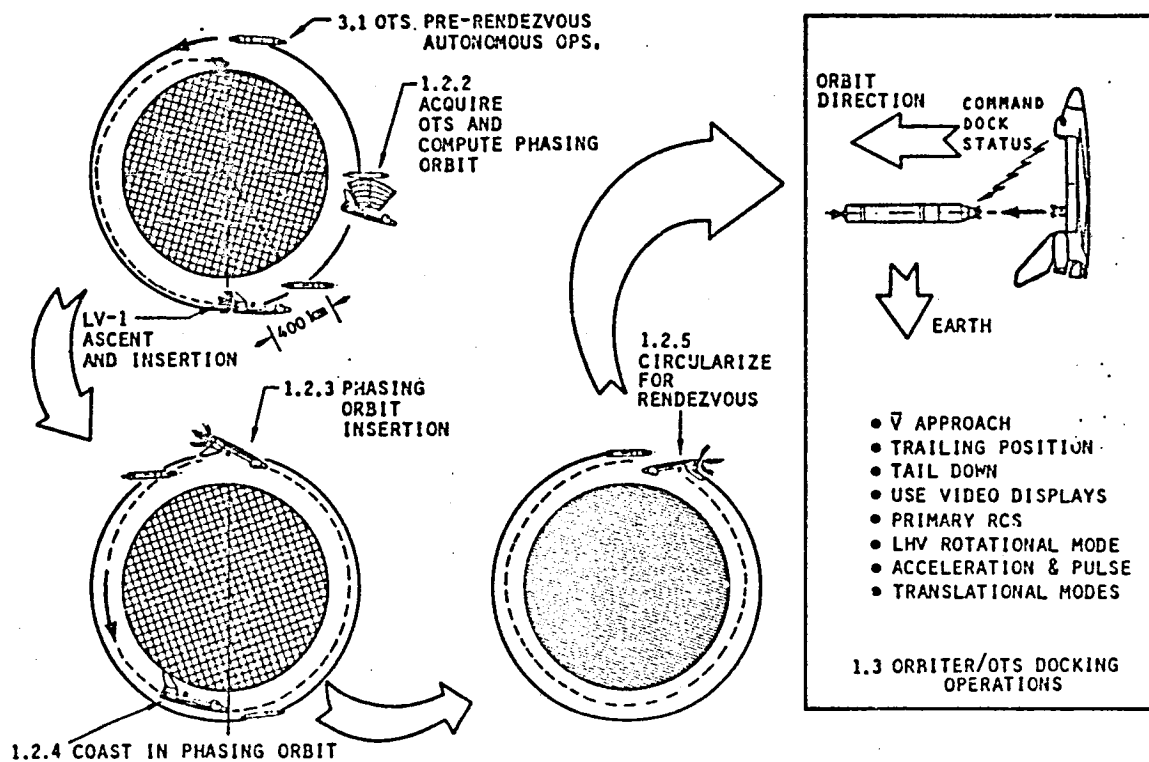 3.1 OTS. PRE-RENDEZVOUS
AUTONOMOUS OPS.
1.2.2
ACQUIRE
OTS AND
COMPUTE PHASING
ORBIT
LV-1
ASCENT
AND INSERTION
400 km
1.2.3 PHASING
ORBIT
INSERTION
1.2.4 COAST IN PHASING ORBIT
1.2.5
CIRCULARIZE
FOR
RENDEZVOUS
ORBIT
DIRECTION
COMMAND
DOCK
STATUS
EARTH
• V̅ APPROACH
• TRAILING POSITION
• TAIL DOWN
• USE VIDEO DISPLAYS
• PRIMARY RCS
• LHV ROTATIONAL MODE
• ACCELERATION & PULSE
• TRANSLATIONAL MODES
1.3 ORBITER/OTS DOCKING
OPERATIONS